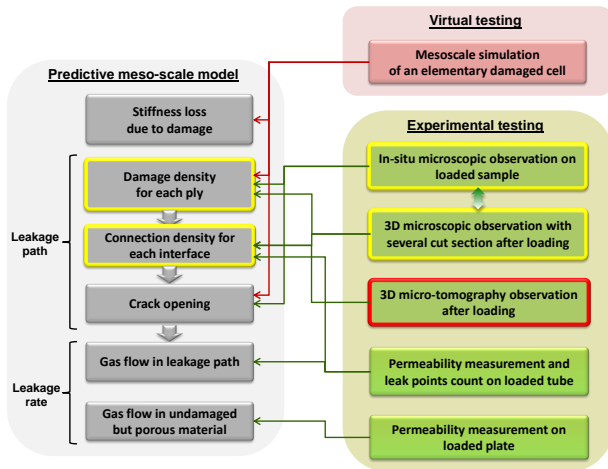 Virtual testing
Mesoscale simulation
of an elementary damaged cell
Predictive meso-scale model
Stiffness loss
due to damage
Damage density
for each ply
Connection density for
each interface
Crack opening
Gas flow in leakage path
Gas flow in undamaged
but porous material
Leakage
path
Leakage
rate
Experimental testing
In-situ microscopic observation on
loaded sample
3D microscopic observation with
several cut section after loading
3D micro-tomography observation
after loading
Permeability measurement and
leak points count on loaded tube
Permeability measurement on
loaded plate